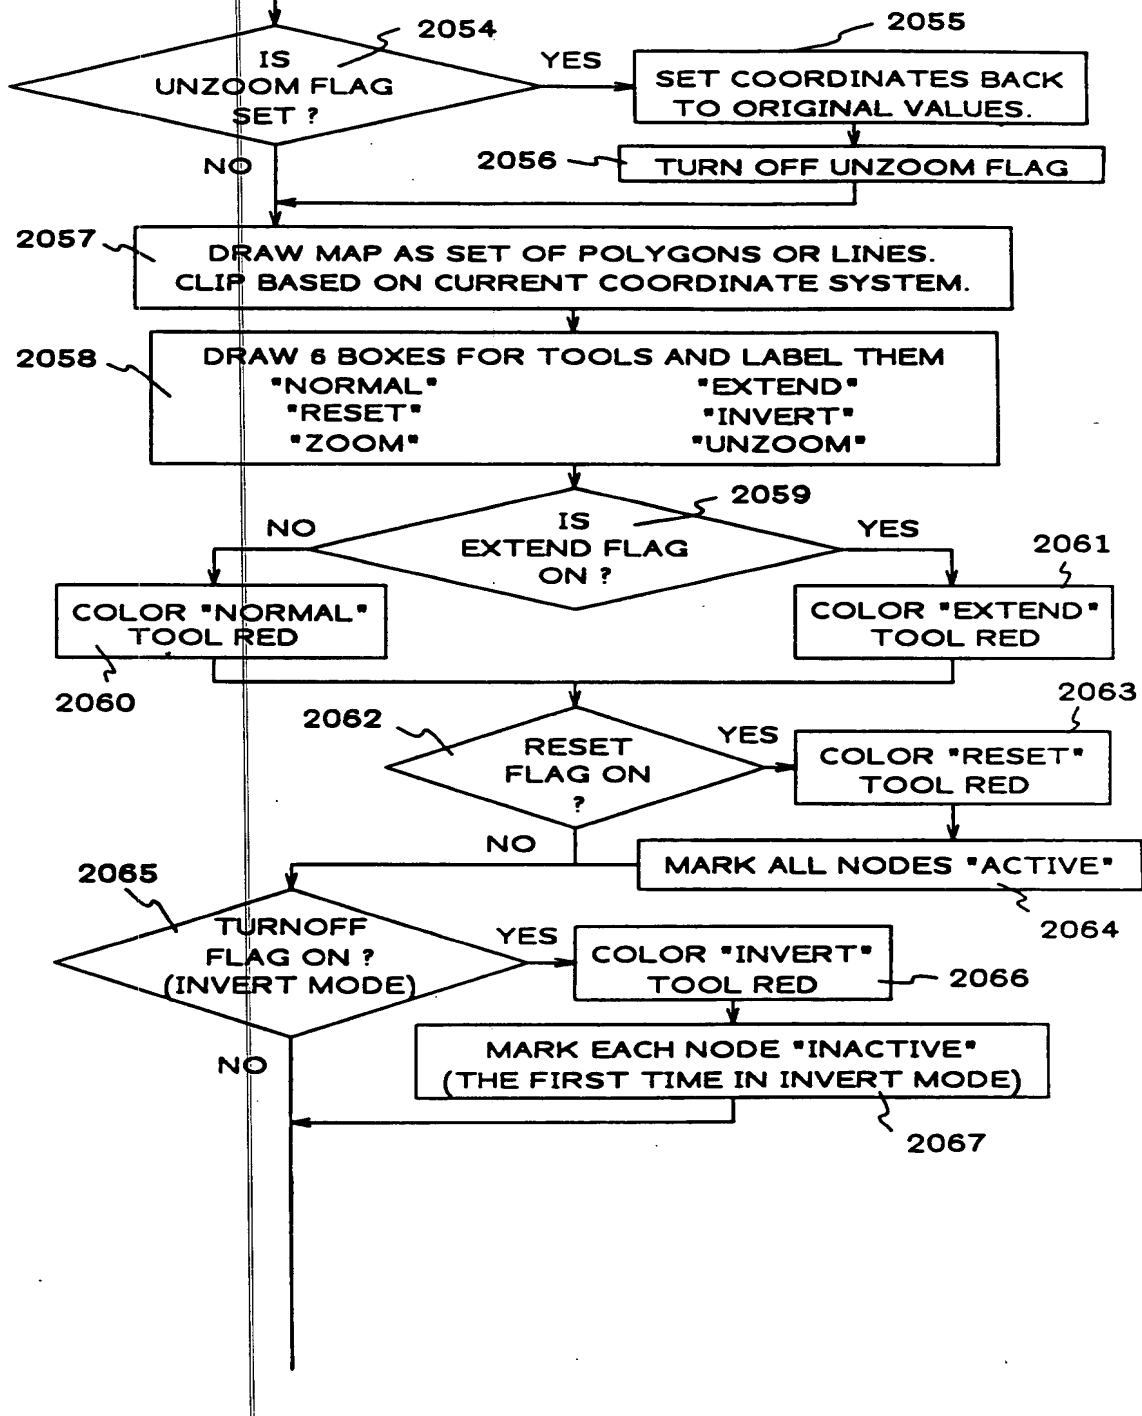 2054
IS
UNZOOM FLAG
SET ?
YES
NO
2055
SET COORDINATES BACK
TO ORIGINAL VALUES.
2056
TURN OFF UNZOOM FLAG
2057
DRAW MAP AS SET OF POLYGONS OR LINES.
CLIP BASED ON CURRENT COORDINATE SYSTEM.
2058
DRAW 6 BOXES FOR TOOLS AND LABEL THEM
"NORMAL" "EXTEND"
"RESET" "INVERT"
"ZOOM" "UNZOOM"
2059
IS
EXTEND FLAG
ON ?
NO
YES
2061
COLOR "NORMAL"
TOOL RED
2060
COLOR "EXTEND"
TOOL RED
2062
RESET
FLAG ON
?
YES
NO
2063
COLOR "RESET"
TOOL RED
MARK ALL NODES "ACTIVE"
2064
2065
TURNOFF
FLAG ON ?
(INVERT MODE)
YES
NO
COLOR "INVERT"
TOOL RED
2066
MARK EACH NODE "INACTIVE"
(THE FIRST TIME IN INVERT MODE)
2067